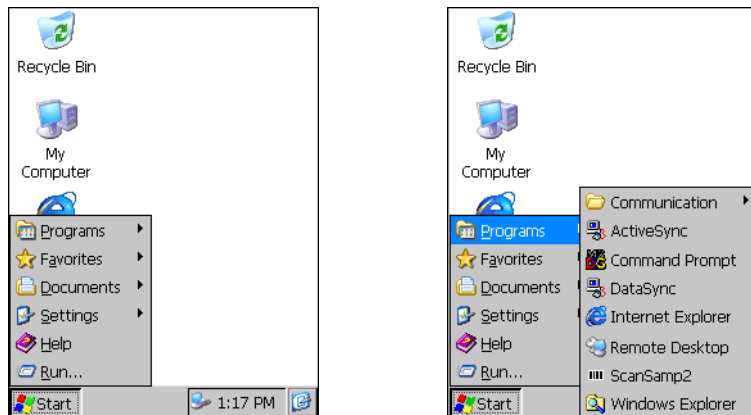 Recycle Bin
My
Computer
Programs
Favorites
Documents
Settings
Help
Run...
Start
1:17 PM
Recycle Bin
My
Computer
Programs
Favorites
Documents
Settings
Help
Run...
Start
Communication
ActiveSync
Command Prompt
DataSync
Internet Explorer
Remote Desktop
ScanSamp2
Windows Explorer